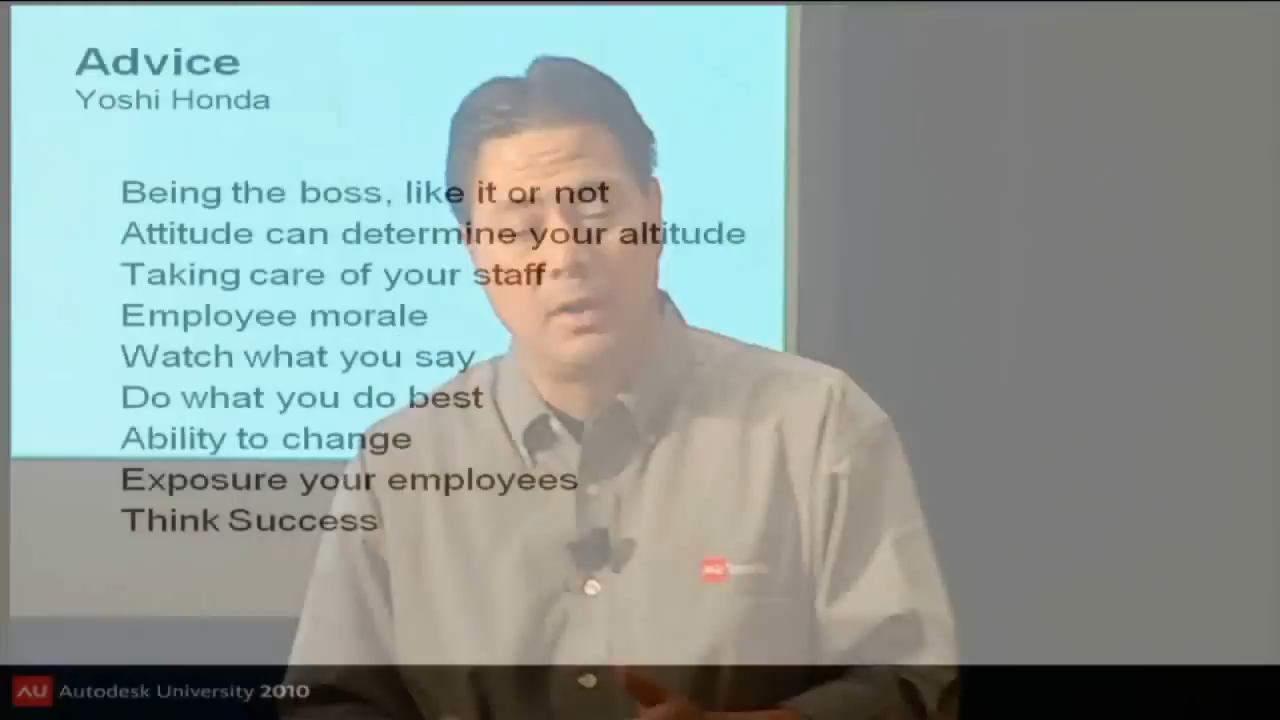 Advice
Yoshi Honda
Being the boss, like it or not
Attitude can determine your altitude
Taking care of your staff
Employee morale
Watch what you say
Do what you do best
Ability to change
Exposure your employees
Think Success
AU Autodesk University 2010